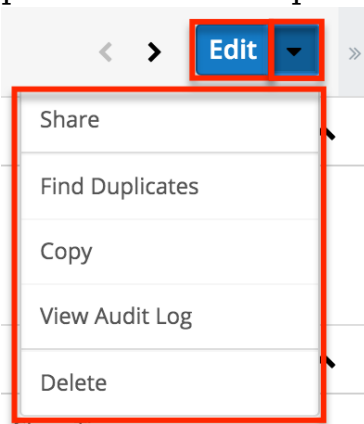 Edit
Share
Find Duplicates
Copy
View Audit Log
Delete